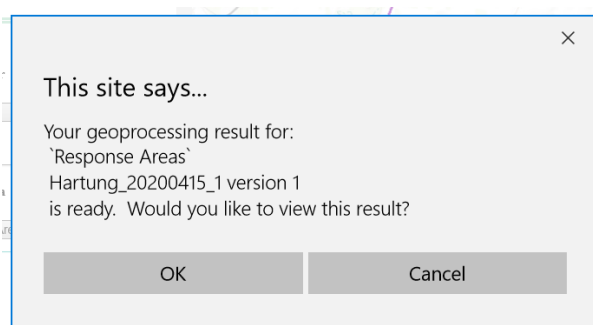 This site says...
Your geoprocessing result for:
`Response Areas`
Hartung_20200415_1 version 1
is ready.  Would you like to view this result?
OK
Cancel